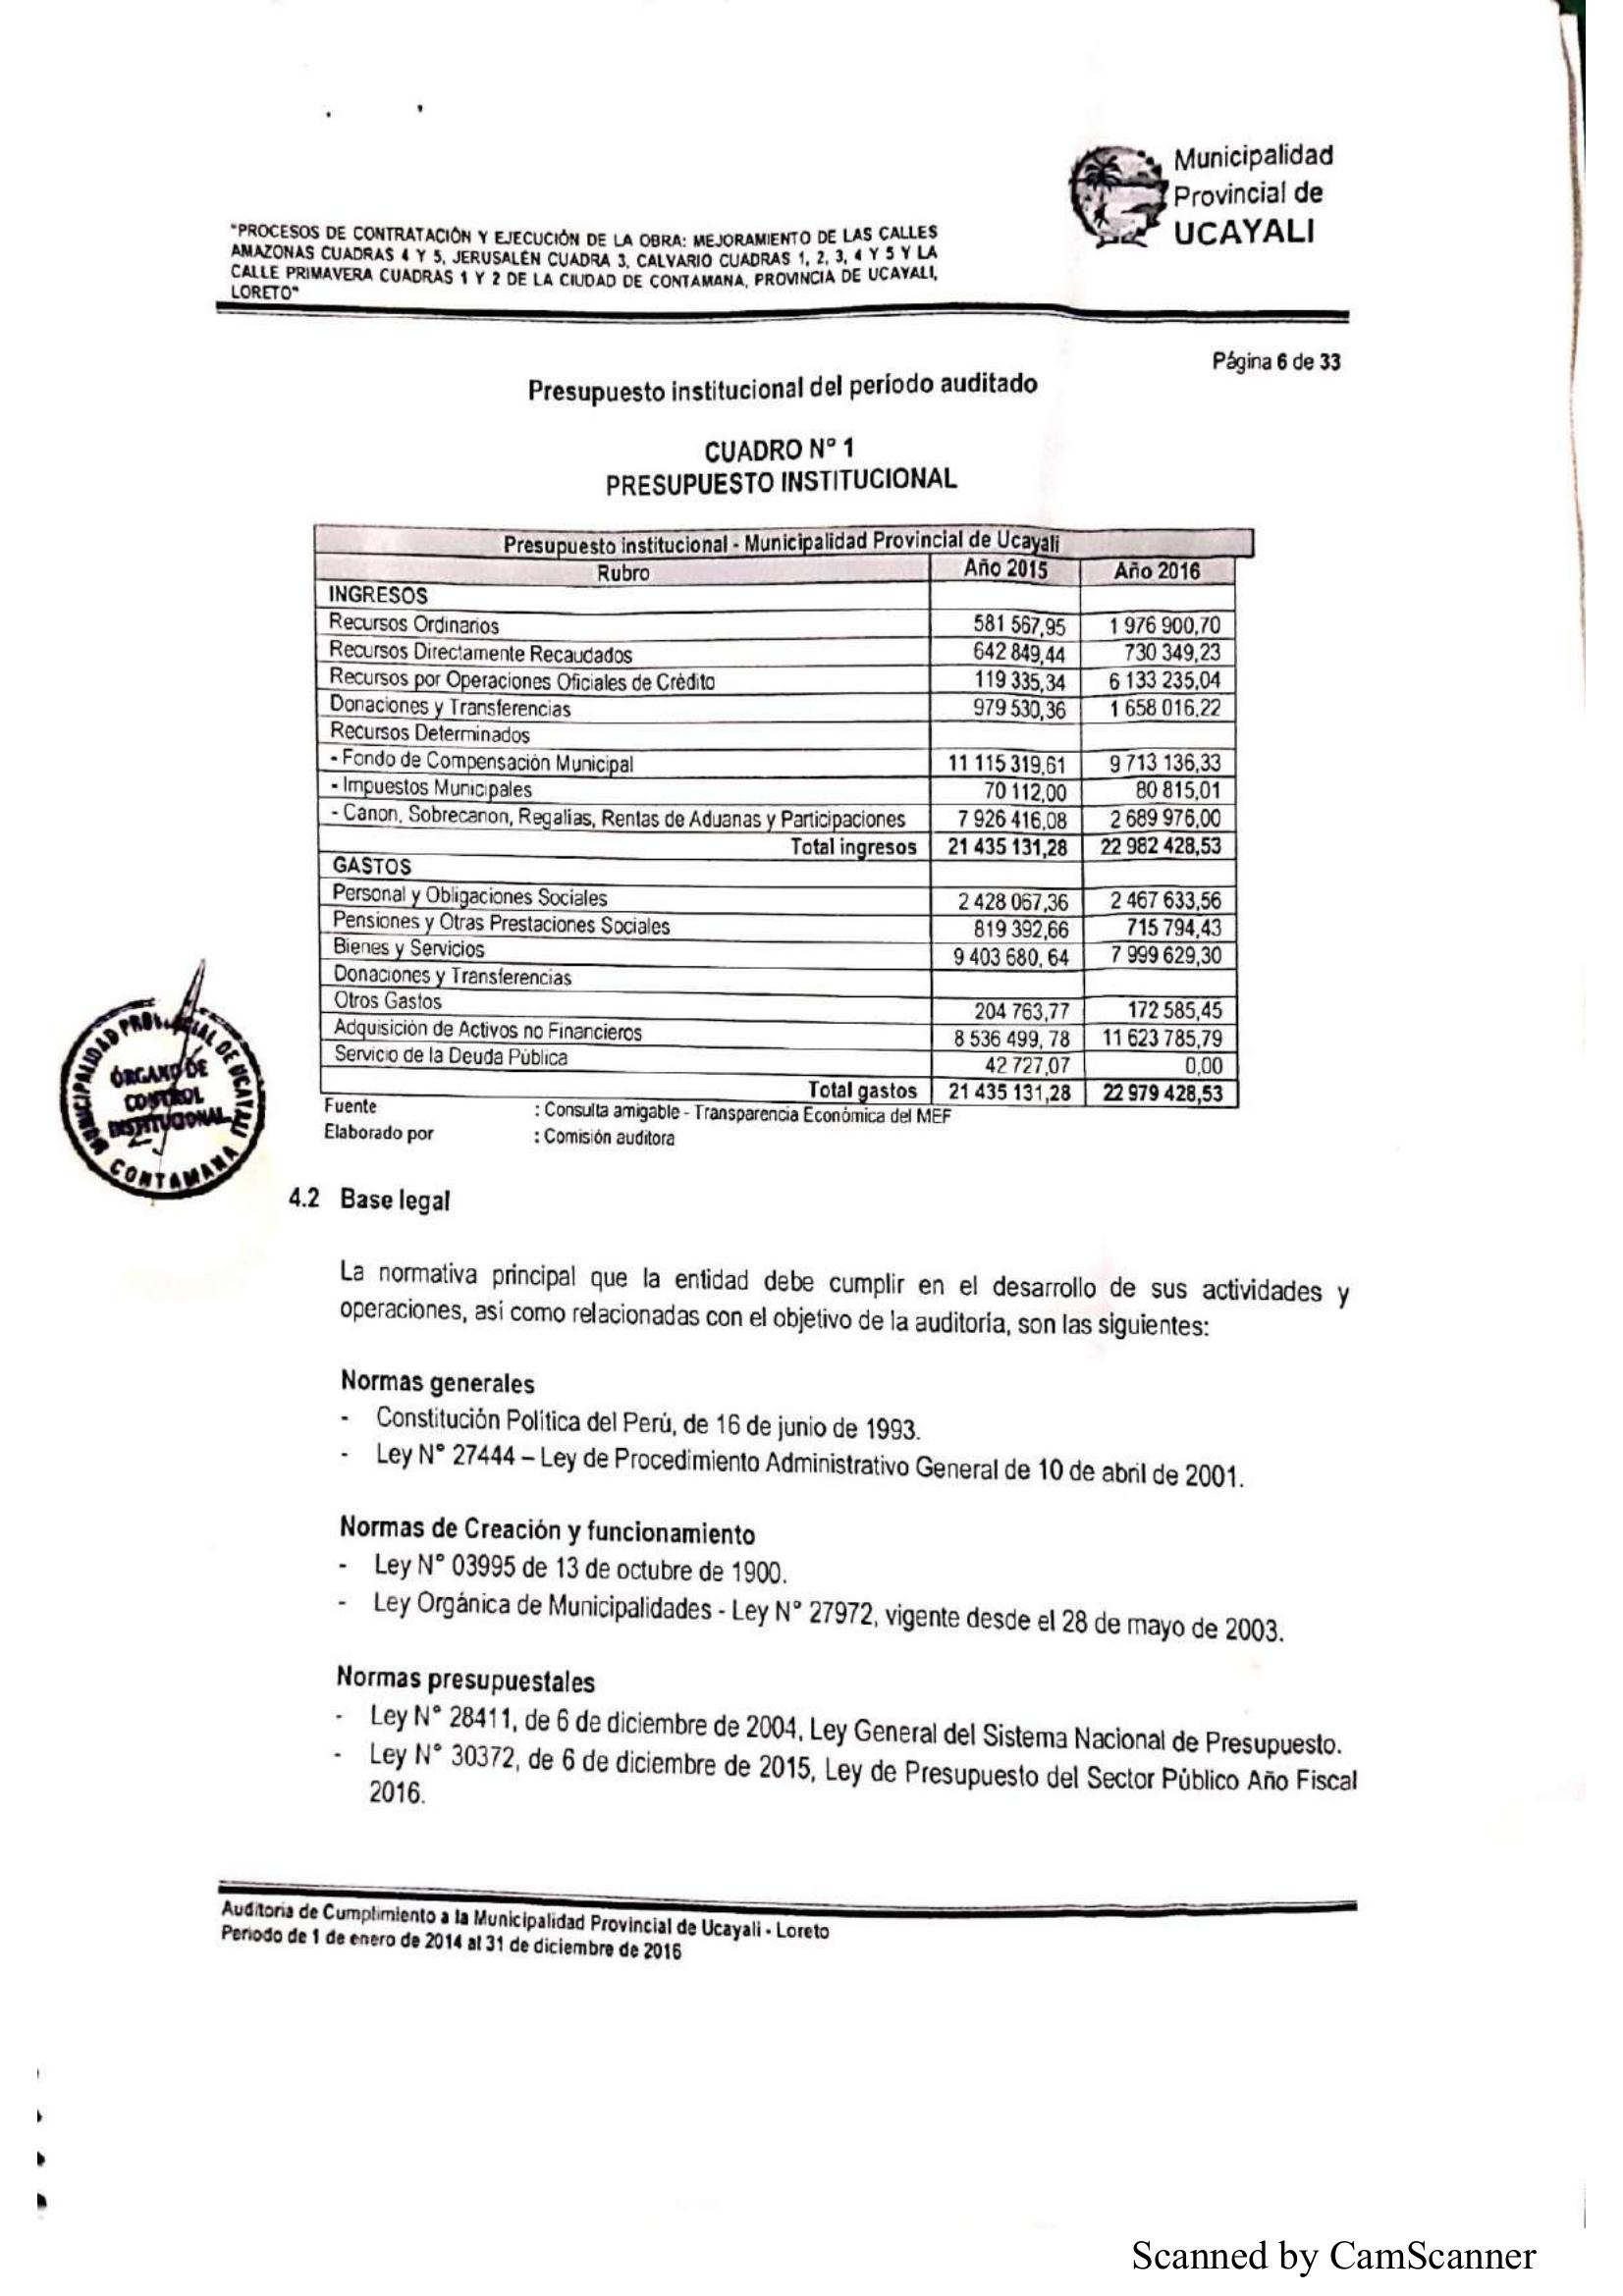 Municipalidad
Provincial de
UCAYALI
"PROCESOS DE CONTRATACIÓN Y EJECUCIÓN DE LA OBRA: MEJORAMIENTO DE LAS CALLES
AMAZONAS CUADRAS 4 Y 5, JERUSALÉN CUADRA 3, CALVARIO CUADRAS 1, 2, 3, 4 Y 5 Y LA
CALLE PRIMAVERA CUADRAS 1 Y 2 DE LA CIUDAD DE CONTAMANA, PROVINCIA DE UCAYALI,
LORETO"
Página 6 de 33
Presupuesto institucional del período auditado
CUADRO Nº 1
PRESUPUESTO INSTITUCIONAL
Presupuesto institucional - Municipalidad Provincial de Ucayali
Rubro Año 2015 Año 2016
INGRESOS
Recursos Ordinarios 581 567,95 1 976 900,70
Recursos Directamente Recaudados 642 849,44 730 349,23
Recursos por Operaciones Oficiales de Crédito 119 335,34 6 133 235,04
Donaciones y Transferencias 979 530,36 1 658 016,22
Recursos Determinados
- Fondo de Compensación Municipal 11 115 319,61 9 713 136,33
- Impuestos Municipales 70 112,00 80 815,01
- Canon, Sobrecanon, Regalías, Rentas de Aduanas y Participaciones 7 926 416,08 2 689 976,00
Total ingresos 21 435 131,28 22 982 428,53
GASTOS
Personal y Obligaciones Sociales 2 428 067,36 2 467 633,56
Pensiones y Otras Prestaciones Sociales 819 392,66 715 794,43
Bienes y Servicios 9 403 680, 64 7 999 629,30
Donaciones y Transferencias
Otros Gastos 204 763,77 172 585,45
Adquisición de Activos no Financieros 8 536 499, 78 11 623 785,79
Servicio de la Deuda Pública 42 727,07 0,00
Total gastos 21 435 131,28 22 979 428,53
Fuente : Consulta amigable - Transparencia Económica del MEF
Elaborado por : Comisión auditora
MUNICIPALIDAD PROVINCIAL DE UCAYALI
ÓRGANO DE
CONTROL
INSTITUCIONAL
CONTAMANA
4.2 Base legal
La normativa principal que la entidad debe cumplir en el desarrollo de sus actividades y
operaciones, asi como relacionadas con el objetivo de la auditoría, son las siguientes:
Normas generales
- Constitución Política del Perú, de 16 de junio de 1993.
- Ley N° 27444 – Ley de Procedimiento Administrativo General de 10 de abril de 2001.
Normas de Creación y funcionamiento
- Ley N° 03995 de 13 de octubre de 1900.
- Ley Orgánica de Municipalidades - Ley N° 27972, vigente desde el 28 de mayo de 2003.
Normas presupuestales
- Ley N° 28411, de 6 de diciembre de 2004, Ley General del Sistema Nacional de Presupuesto.
- Ley N° 30372, de 6 de diciembre de 2015, Ley de Presupuesto del Sector Público Año Fiscal
2016.
Auditoría de Cumplimiento a la Municipalidad Provincial de Ucayali - Loreto
Periodo de 1 de enero de 2014 al 31 de diciembre de 2016
Scanned by CamScanner